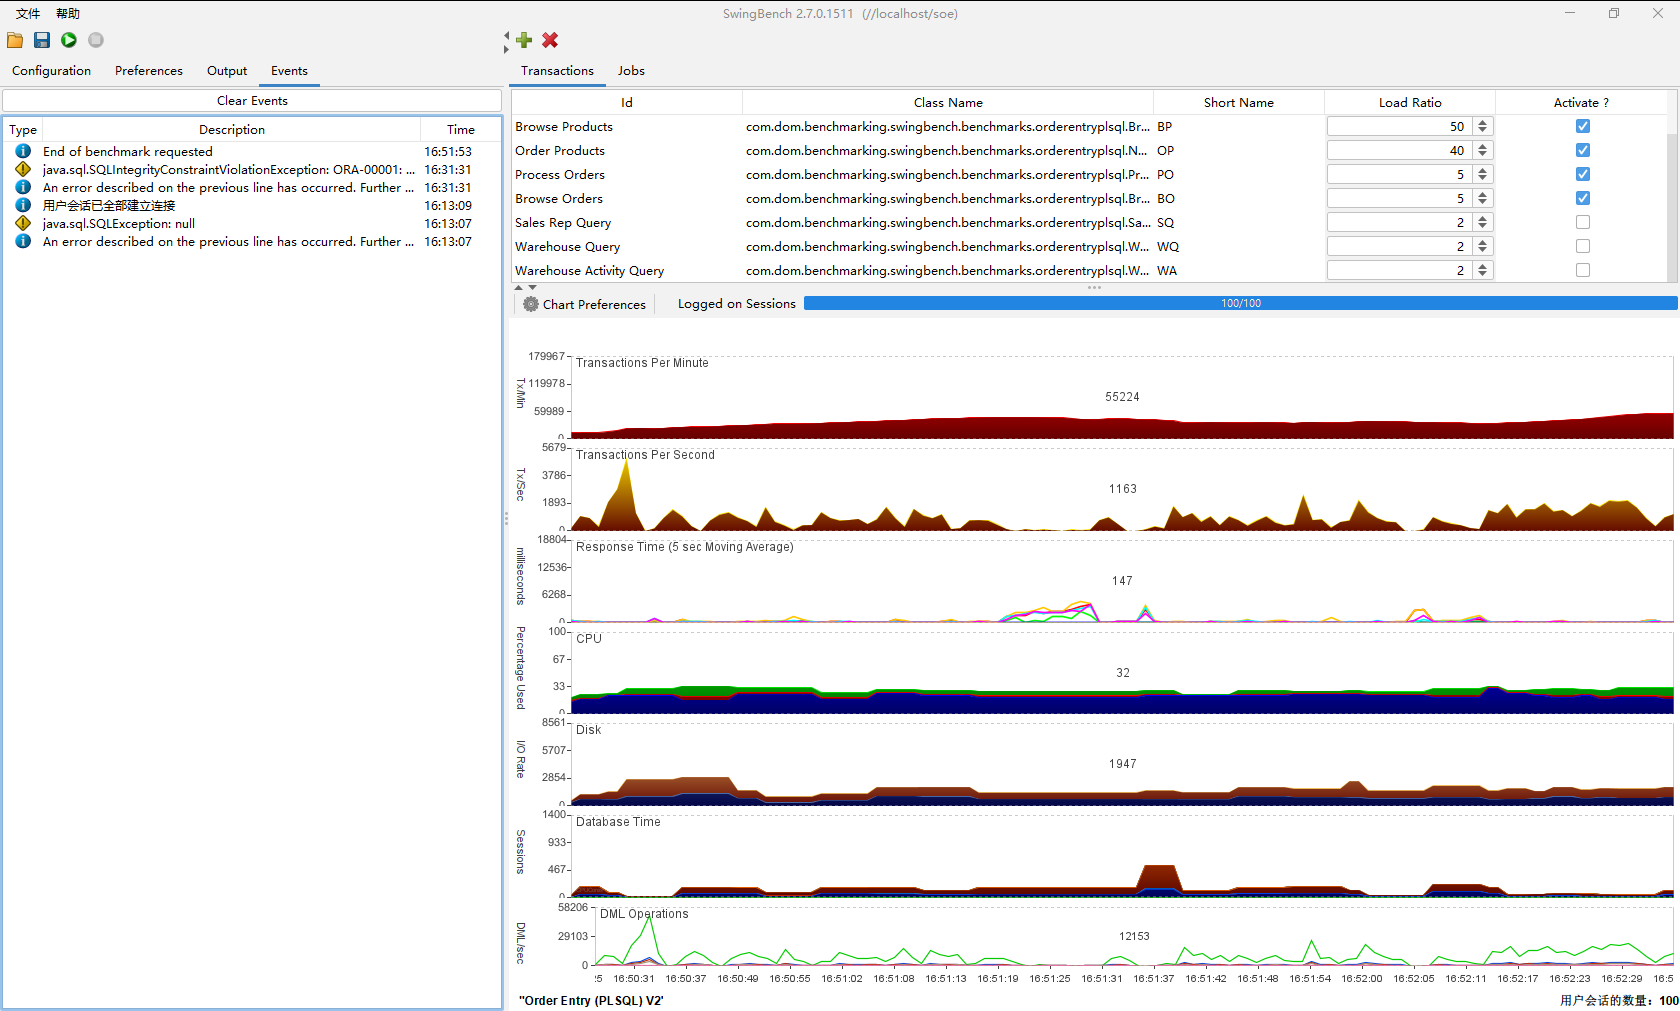 文件 帮助
SwingBench 2.7.0.1511 (//localhost/soe)
Configuration Preferences Output Events
Transactions Jobs
Clear Events
Type Description Time
End of benchmark requested 16:51:53
java.sql.SQLIntegrityConstraintViolationException: ORA-00001: ... 16:31:31
An error described on the previous line has occurred. Further ... 16:31:31
用户会话已全部建立连接 16:13:09
java.sql.SQLException: null 16:13:07
An error described on the previous line has occurred. Further ... 16:13:07
Id Class Name Short Name Load Ratio Activate ?
Browse Products com.dom.benchmarking.swingbench.benchmarks.orderentryplsql.Br... BP 50
Order Products com.dom.benchmarking.swingbench.benchmarks.orderentryplsql.N... OP 40
Process Orders com.dom.benchmarking.swingbench.benchmarks.orderentryplsql.Pr... PO 5
Browse Orders com.dom.benchmarking.swingbench.benchmarks.orderentryplsql.Br... BO 5
Sales Rep Query com.dom.benchmarking.swingbench.benchmarks.orderentryplsql.Sa... SQ 2
Warehouse Query com.dom.benchmarking.swingbench.benchmarks.orderentryplsql.W... WQ 2
Warehouse Activity Query com.dom.benchmarking.swingbench.benchmarks.orderentryplsql.W... WA 2
Chart Preferences Logged on Sessions 100/100
Transactions Per Minute
Tx/Min
179967
119978
59989
0
55224
Transactions Per Second
Tx/Sec
5679
3786
1893
0
1163
Response Time (5 sec Moving Average)
milliseconds
18804
12536
6268
0
147
CPU
Percentage Used
100
67
33
0
32
Disk
I/O Rate
8561
5707
2854
0
1947
Database Time
Sessions
1400
933
467
0
DML Operations
DML/sec
58206
29103
0
12153
:5 16:50:31 16:50:37 16:50:49 16:50:55 16:51:02 16:51:08 16:51:13 16:51:19 16:51:25 16:51:31 16:51:37 16:51:42 16:51:48 16:51:54 16:52:00 16:52:05 16:52:11 16:52:17 16:52:23 16:52:29 16:5
"Order Entry (PLSQL) V2'
用户会话的数量: 100